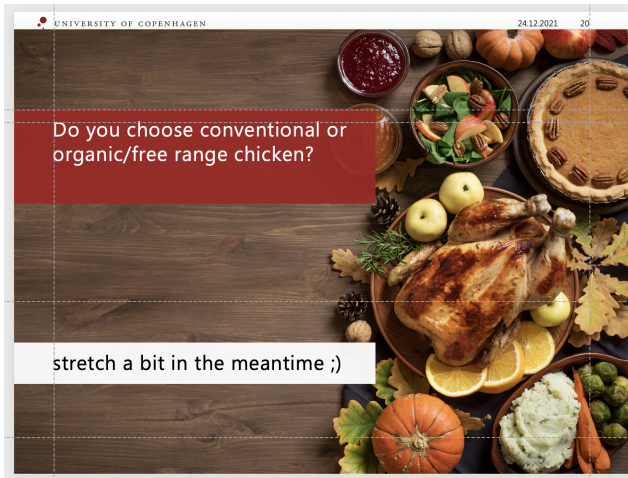 UNIVERSITY OF COPENHAGEN
24.12.2021 20
Do you choose conventional or
organic/free range chicken?
stretch a bit in the meantime ;)